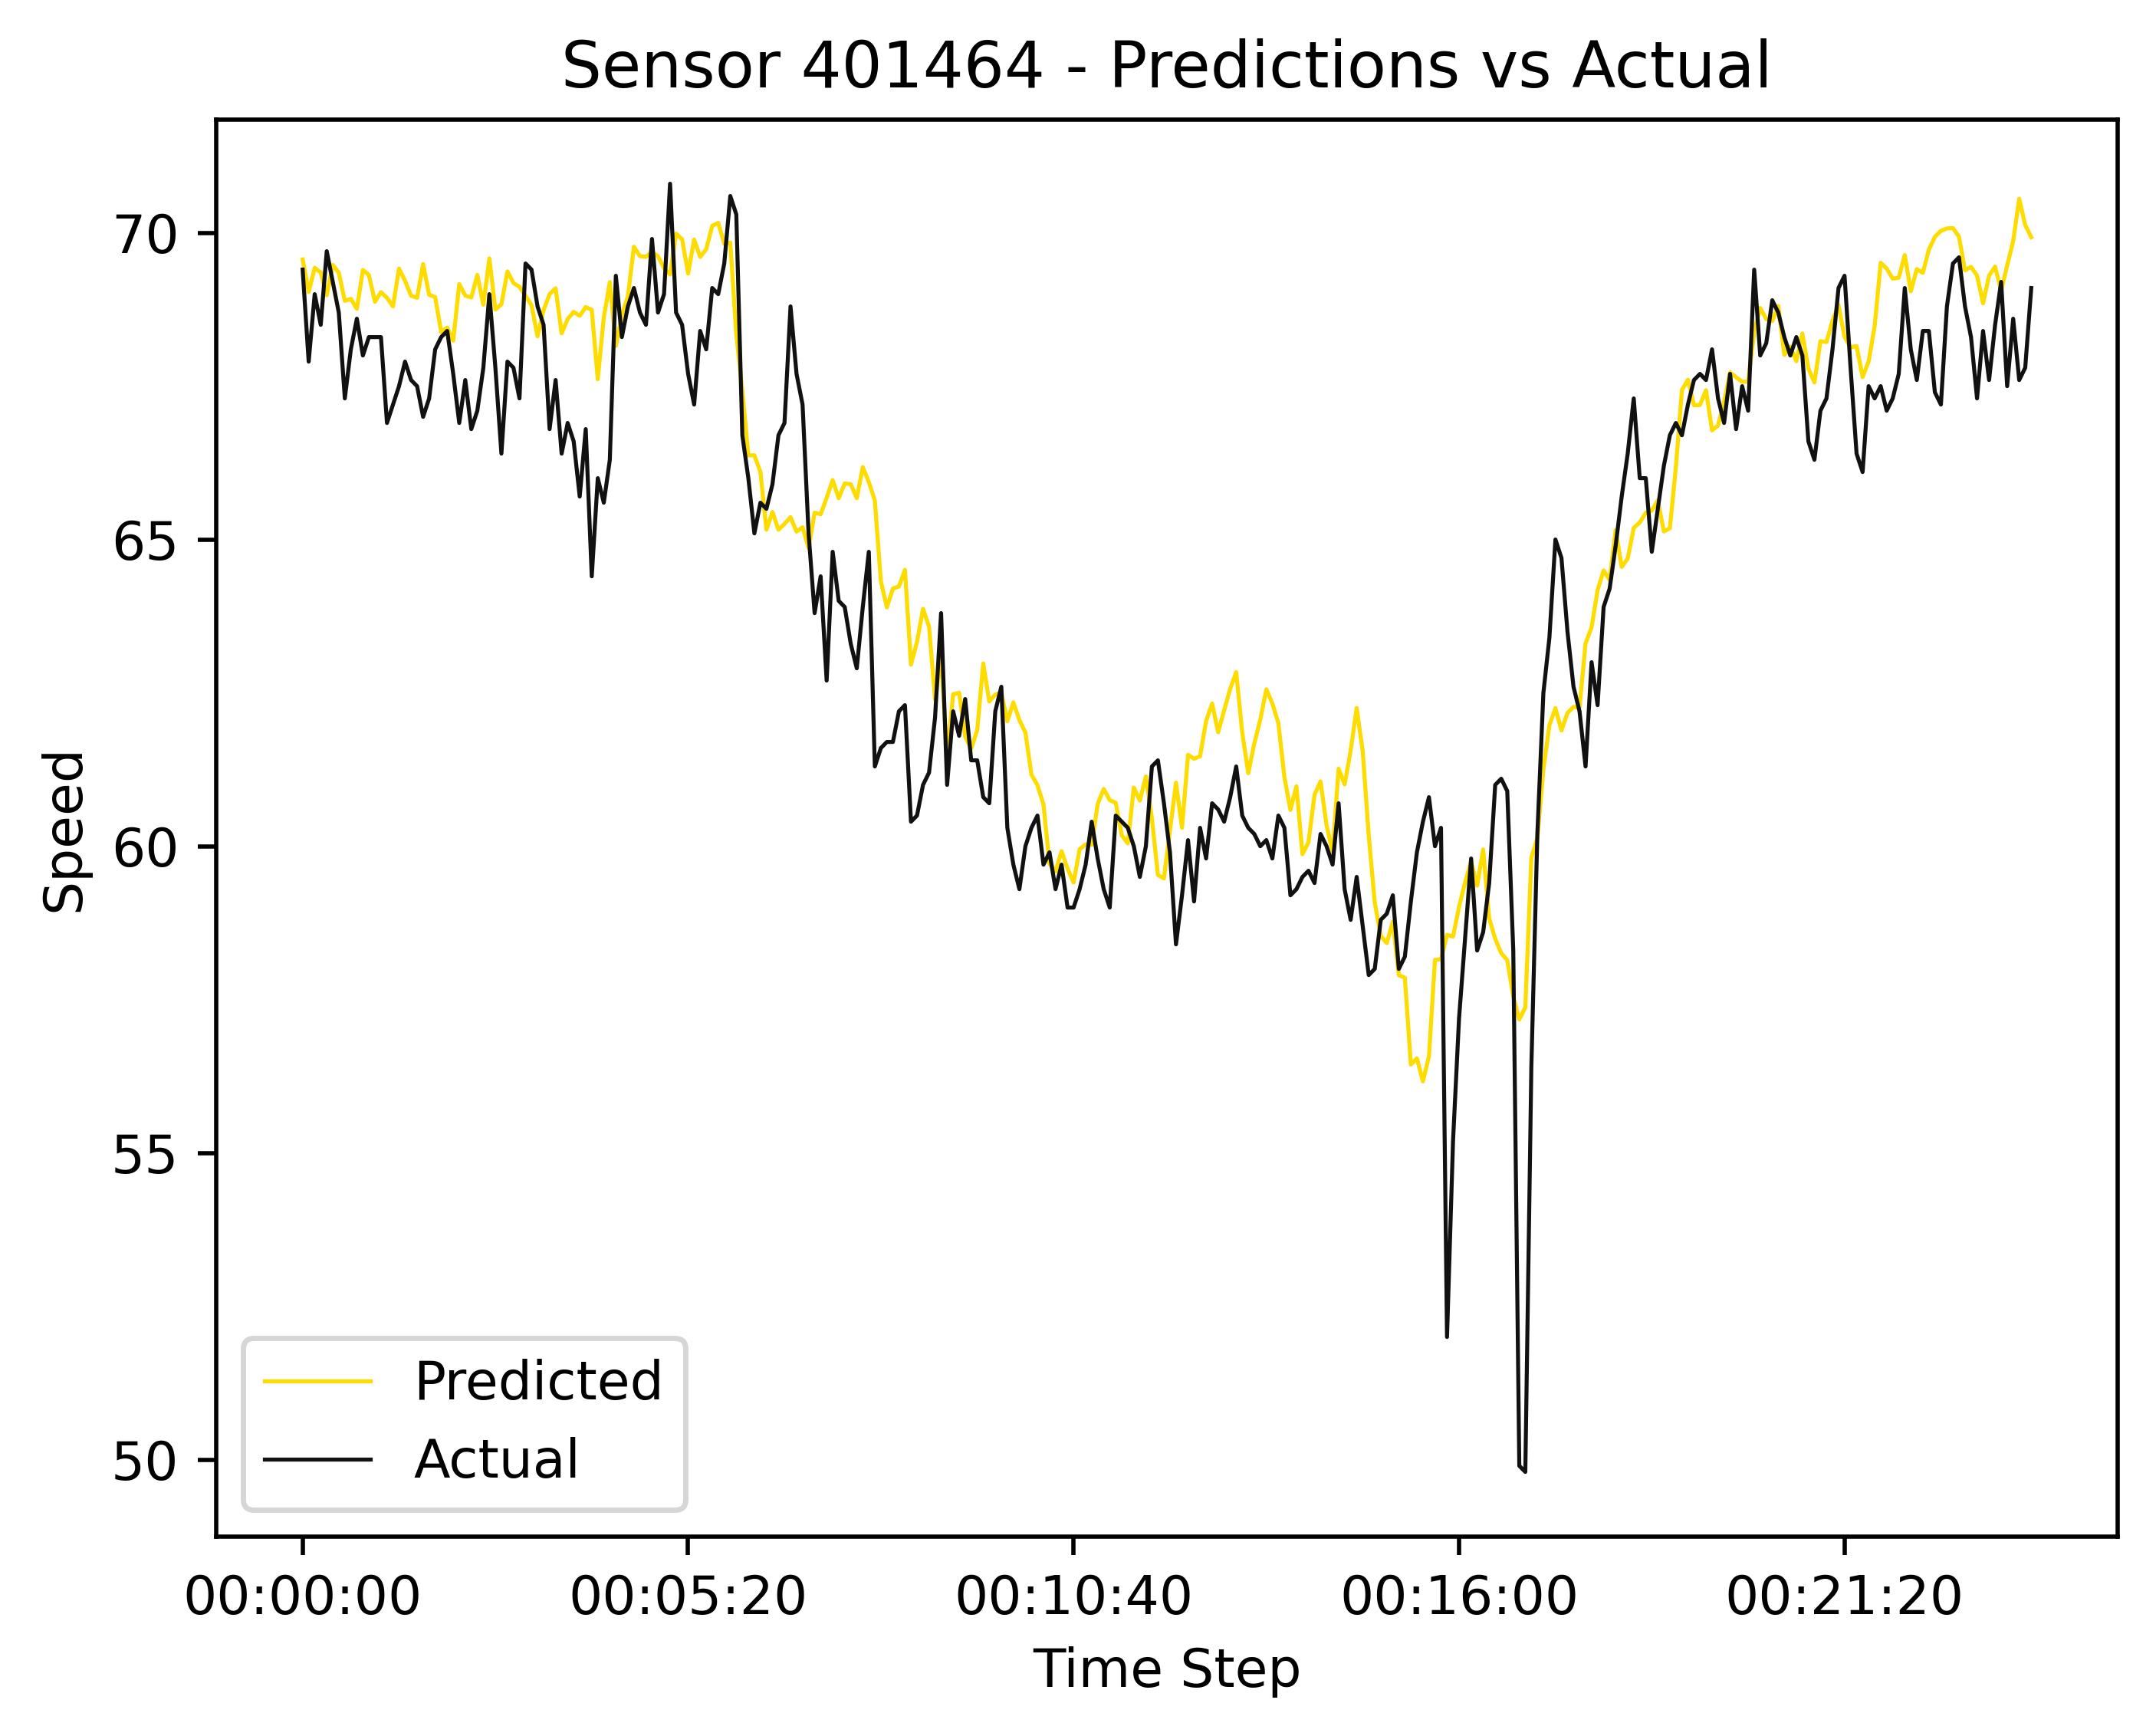 Sensor 401464 - Predictions vs Actual
70
65
60
55
50
Speed
Predicted
Actual
00:00:00 00:05:20 00:10:40 00:16:00 00:21:20
Time Step